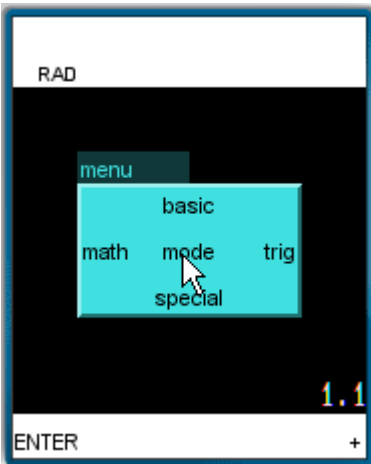 RAD
menu
basic
math mode trig
special
1.1
ENTER +